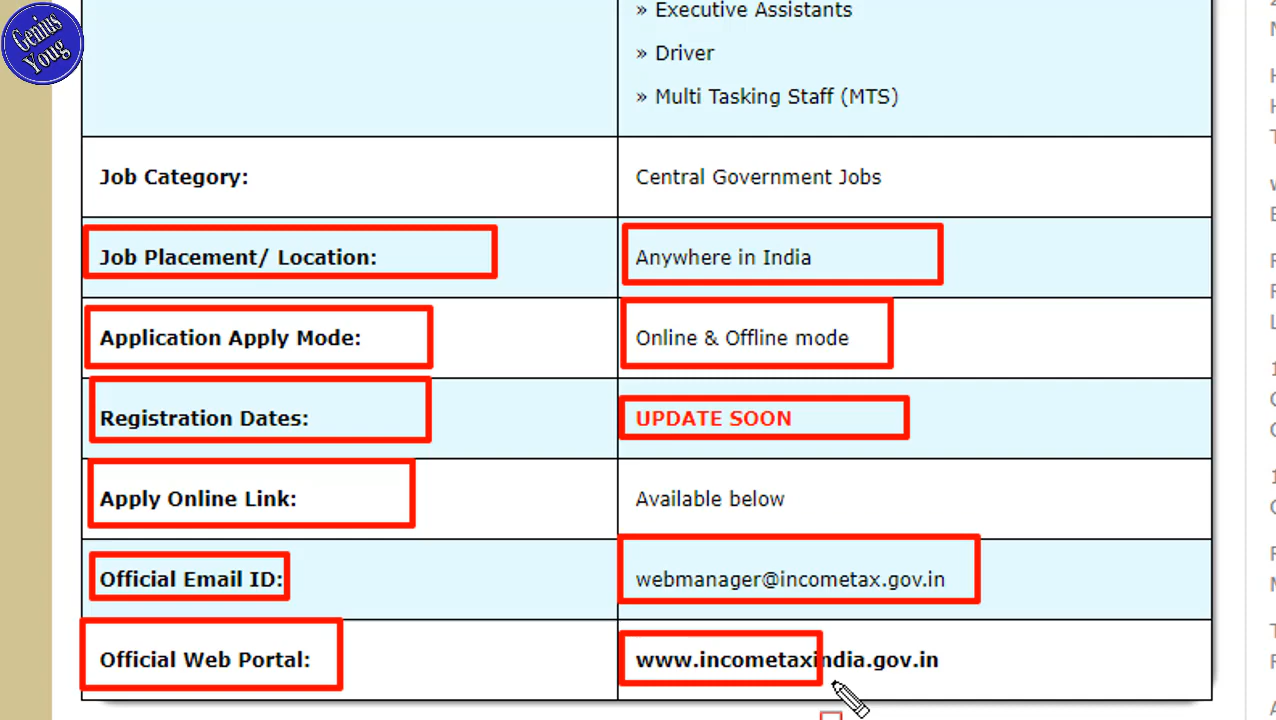 Genius
Youg
» Executive Assistants
» Driver
» Multi Tasking Staff (MTS)
Job Category:
Central Government Jobs
Job Placement/ Location:
Anywhere in India
Application Apply Mode:
Online & Offline mode
Registration Dates:
UPDATE SOON
Apply Online Link:
Available below
Official Email ID:
webmanager@incometax.gov.in
Official Web Portal:
www.incometaxindia.gov.in